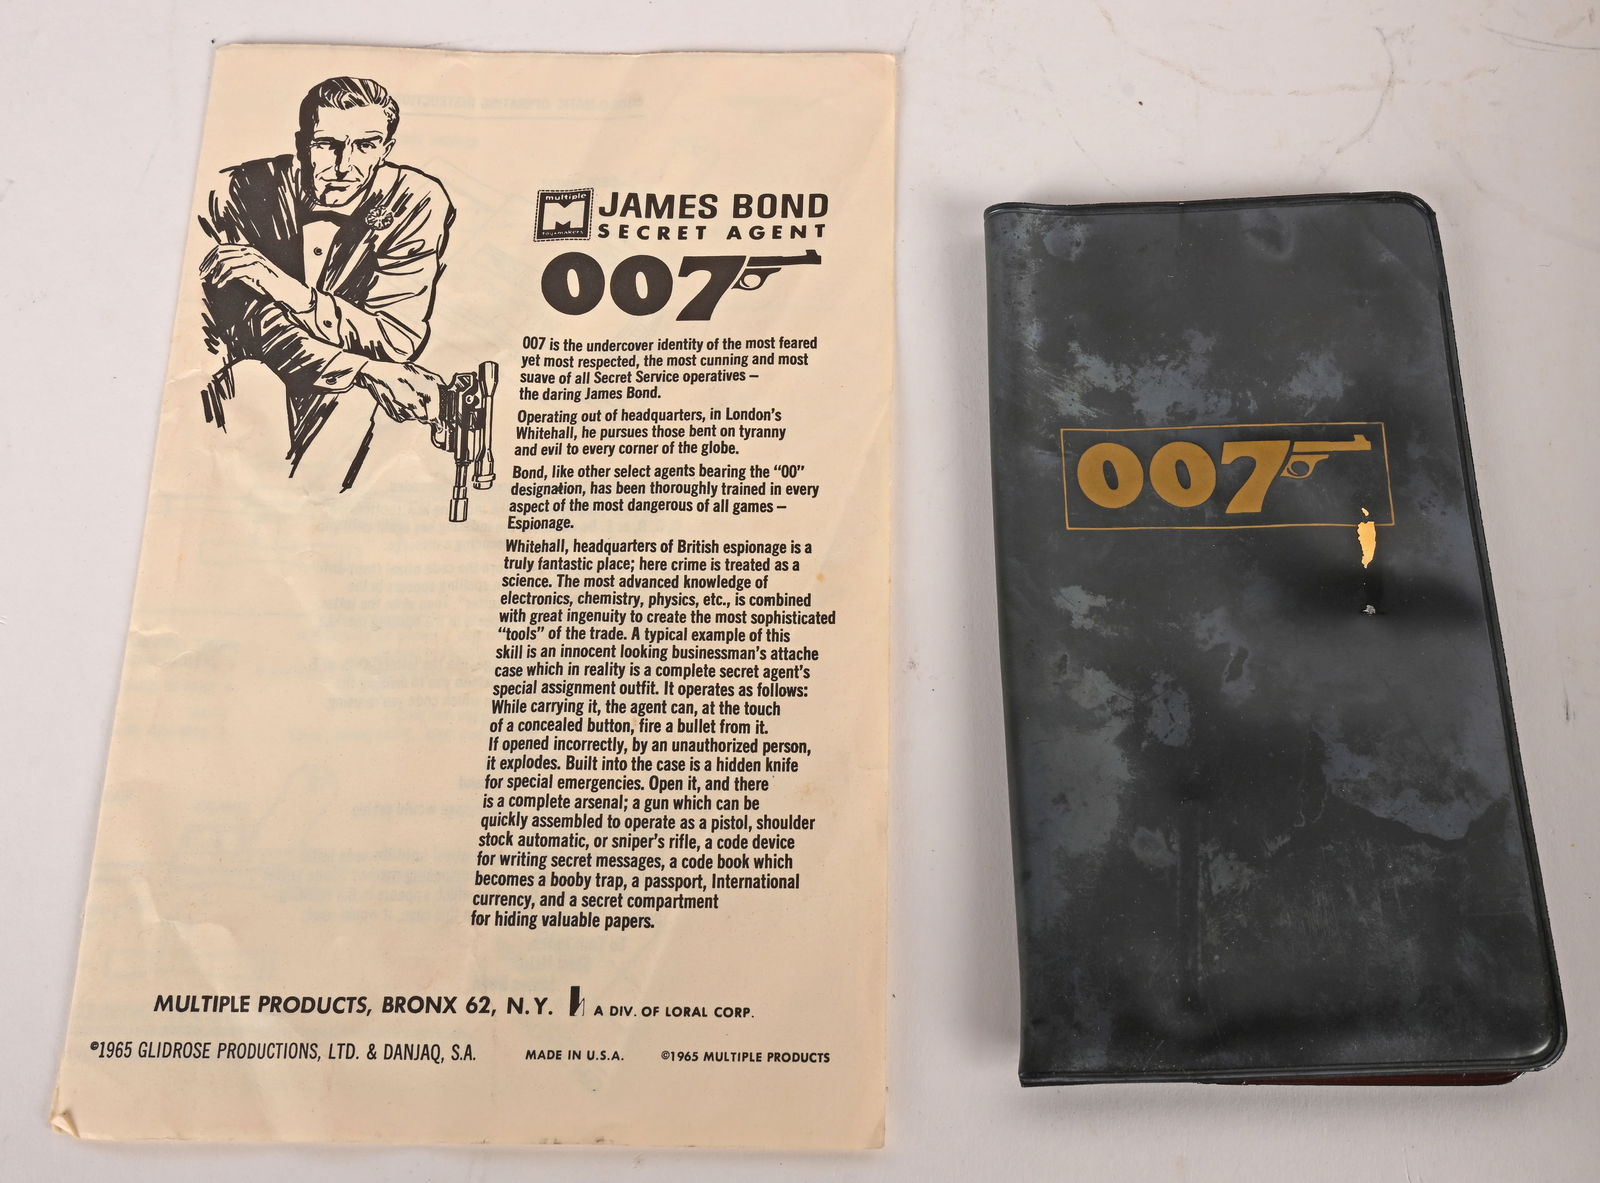 multiple
toymakers
JAMES BOND
SECRET AGENT
007
007 is the undercover identity of the most feared
yet most respected, the most cunning and most
suave of all Secret Service operatives —
the daring James Bond.
Operating out of headquarters, in London's
Whitehall, he pursues those bent on tyranny
and evil to every corner of the globe.
Bond, like other select agents bearing the "00"
designation, has been thoroughly trained in every
aspect of the most dangerous of all games —
Espionage.
Whitehall, headquarters of British espionage is a
truly fantastic place; here crime is treated as a
science. The most advanced knowledge of
electronics, chemistry, physics, etc., is combined
with great ingenuity to create the most sophisticated
"tools" of the trade. A typical example of this
skill is an innocent looking businessman's attache
case which in reality is a complete secret agent's
special assignment outfit. It operates as follows:
While carrying it, the agent can, at the touch
of a concealed button, fire a bullet from it.
If opened incorrectly, by an unauthorized person,
it explodes. Built into the case is a hidden knife
for special emergencies. Open it, and there
is a complete arsenal; a gun which can be
quickly assembled to operate as a pistol, shoulder
stock automatic, or sniper's rifle, a code device
for writing secret messages, a code book which
becomes a booby trap, a passport, International
currency, and a secret compartment
for hiding valuable papers.
MULTIPLE PRODUCTS, BRONX 62, N.Y. A DIV. OF LORAL CORP.
©1965 GLIDROSE PRODUCTIONS, LTD. & DANJAQ, S.A. MADE IN U.S.A. ©1965 MULTIPLE PRODUCTS
007